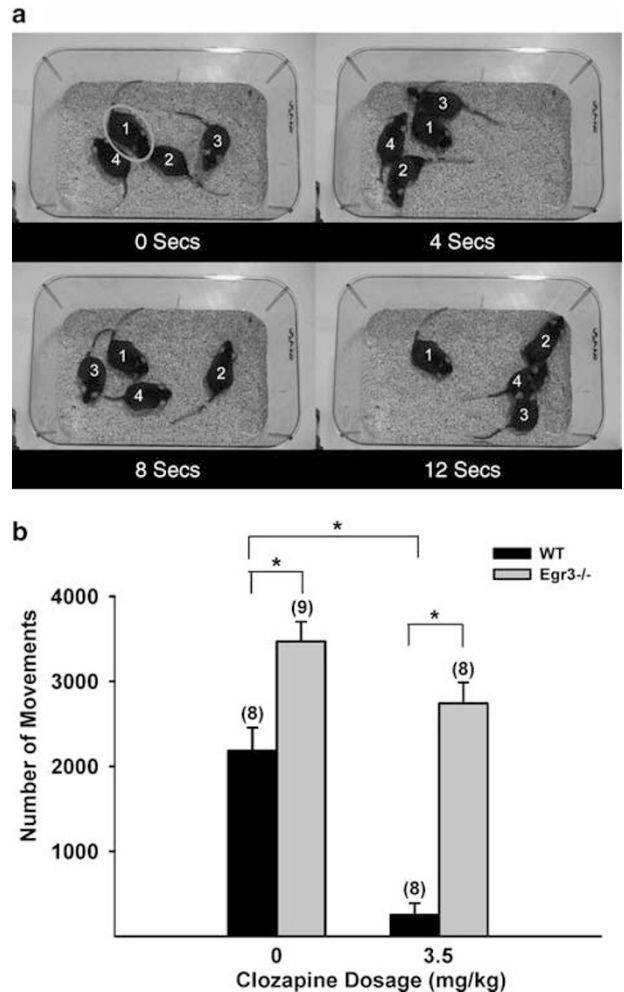 a
1
3
4
2
3
1
4
2
0 Secs
4 Secs
1
3
2
4
1
2
4
3
8 Secs
12 Secs
b
*
WT
Egr3-/-
*
*
4000
3000
2000
1000
(9)
(8)
(8)
(8)
Number of Movements
0
3.5
Clozapine Dosage (mg/kg)